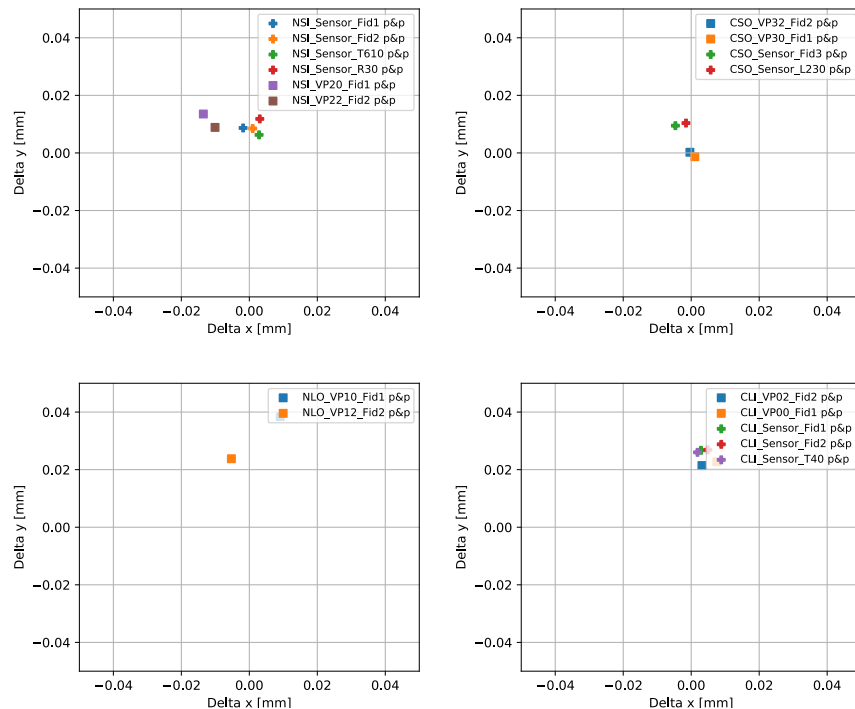 NSI_Sensor_Fid1 p&p
NSI_Sensor_Fid2 p&p
NSI_Sensor_T610 p&p
NSI_Sensor_R30 p&p
NSI_VP20_Fid1 p&p
NSI_VP22_Fid2 p&p
0.04
0.02
0.00
−0.02
−0.04
Delta y [mm]
−0.04 −0.02 0.00 0.02 0.04
Delta x [mm]
CSO_VP32_Fid2 p&p
CSO_VP30_Fid1 p&p
CSO_Sensor_Fid3 p&p
CSO_Sensor_L230 p&p
0.04
0.02
0.00
−0.02
−0.04
Delta y [mm]
−0.04 −0.02 0.00 0.02 0.04
Delta x [mm]
NLO_VP10_Fid1 p&p
NLO_VP12_Fid2 p&p
0.04
0.02
0.00
−0.02
−0.04
Delta y [mm]
−0.04 −0.02 0.00 0.02 0.04
Delta x [mm]
CLI_VP02_Fid2 p&p
CLI_VP00_Fid1 p&p
CLI_Sensor_Fid1 p&p
CLI_Sensor_Fid2 p&p
CLI_Sensor_T40 p&p
0.04
0.02
0.00
−0.02
−0.04
Delta y [mm]
−0.04 −0.02 0.00 0.02 0.04
Delta x [mm]